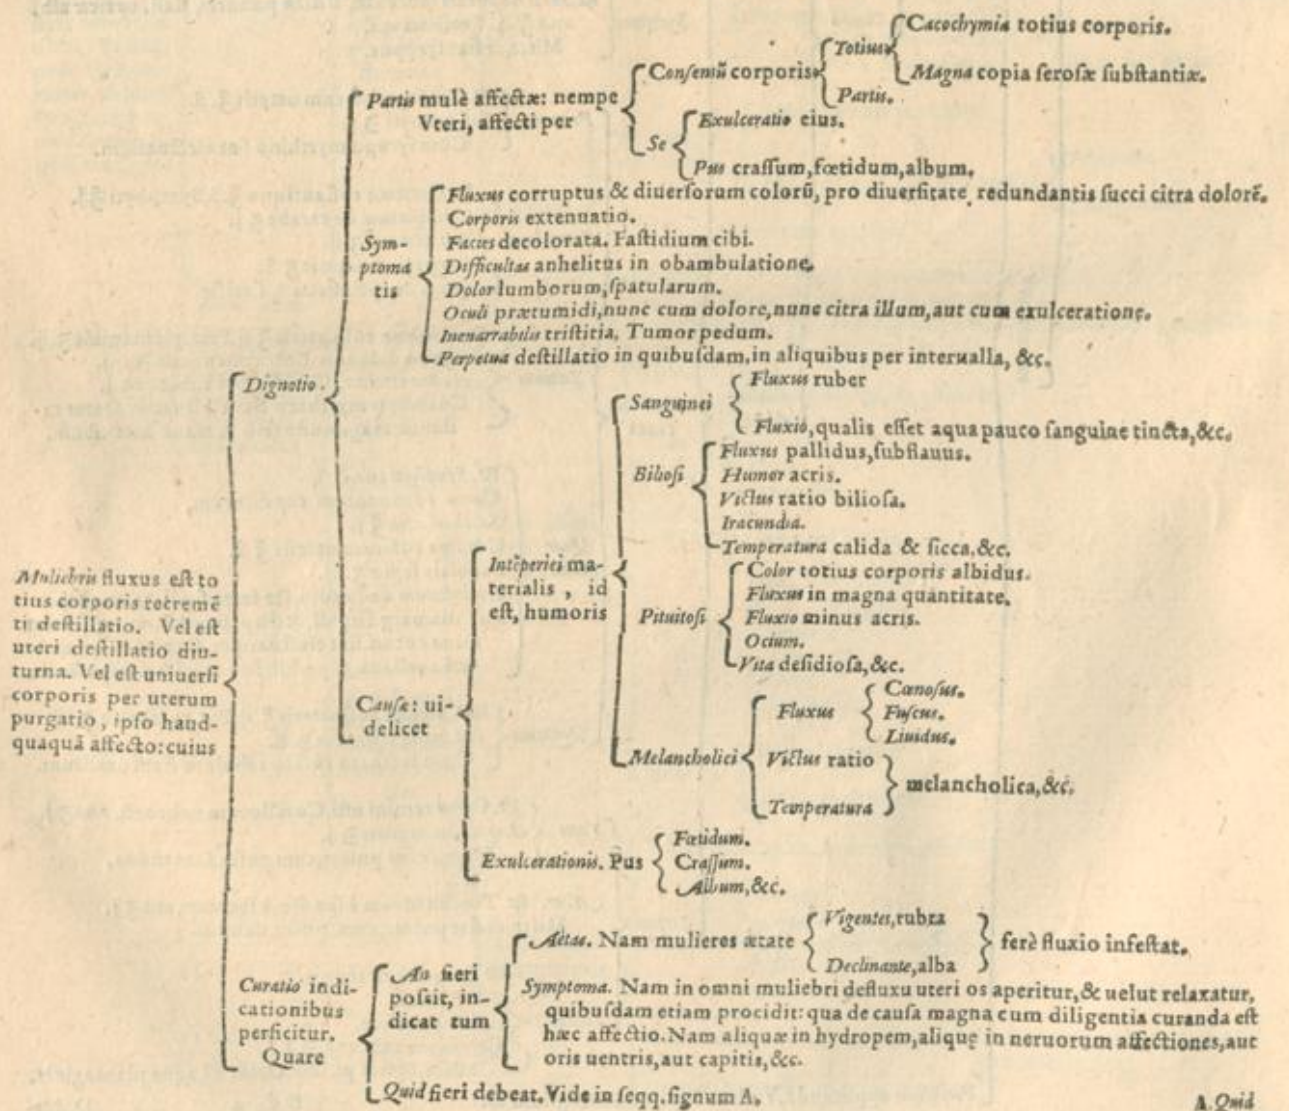 Muliebris fluxus est to
tius corporis recremē
ti destillatio. Vel est
uteri destillatio diu-
turna. Vel est uniuersi
corporis per uterum
purgatio, ipso haud-
quaquā affecto: cuius
Dignotio.
Partis mulè affectæ: nempe
Vteri, affecti per
Consensū corporis
Totius
Cacochymia totius corporis.
Magna copia serosæ substantiæ.
Partis.
Se
Exulceratio eius.
Pus crassum, fœtidum, album.
Sym-
ptoma
tis
Fluxus corruptus & diuersorum colorū, pro diuersitate redundantis succi citra dolorē.
Corporis extenuatio.
Facies decolorata. Fastidium cibi.
Difficultas anhelitus in obambulatione.
Dolor lumborum, spatularum.
Oculi prætumidi, nunc cum dolore, nunc citra illum, aut cum exulceratione.
Inenarrabilis tristitia. Tumor pedum.
Perpetua destillatio in quibusdam, in aliquibus per interualla, &c.
Causæ: ui-
delicet
Intēperiei ma-
terialis, id
est, humoris
Sanguinei
Fluxus ruber
Fluxio, qualis esset aqua pauco sanguine tincta, &c.
Biliosi
Fluxus pallidus, subflauus.
Humor acris.
Victus ratio biliosa.
Iracundia.
Temperatura calida & sicca, &c.
Pituitosi
Color totius corporis albidus.
Fluxus in magna quantitate.
Fluxio minus acris.
Ocium.
Vita desidiosa, &c.
Melancholici
Fluxus
Cœnosus.
Fuscus.
Liuidus.
Victus ratio
Temperatura
melancholica, &c.
Exulcerationis. Pus
Fœtidum.
Crassum.
Album, &c.
Curatio indi-
cationibus
perficitur.
Quare
An fieri
possit, in-
dicat tum
Aetas. Nam mulieres ætate
Vigentes, rubra
Declinante, alba
ferè fluxio infestat.
Symptoma. Nam in omni muliebri defluxu uteri os aperitur, & uelut relaxatur,
quibusdam etiam procidit: qua de causa magna cum diligentia curanda est
hæc affectio. Nam aliquæ in hydropem, aliquę in neruorum affectiones, aut
oris uentris, aut capitis, &c.
Quid fieri debeat. Vide in seqq. signum A.
A. Quid